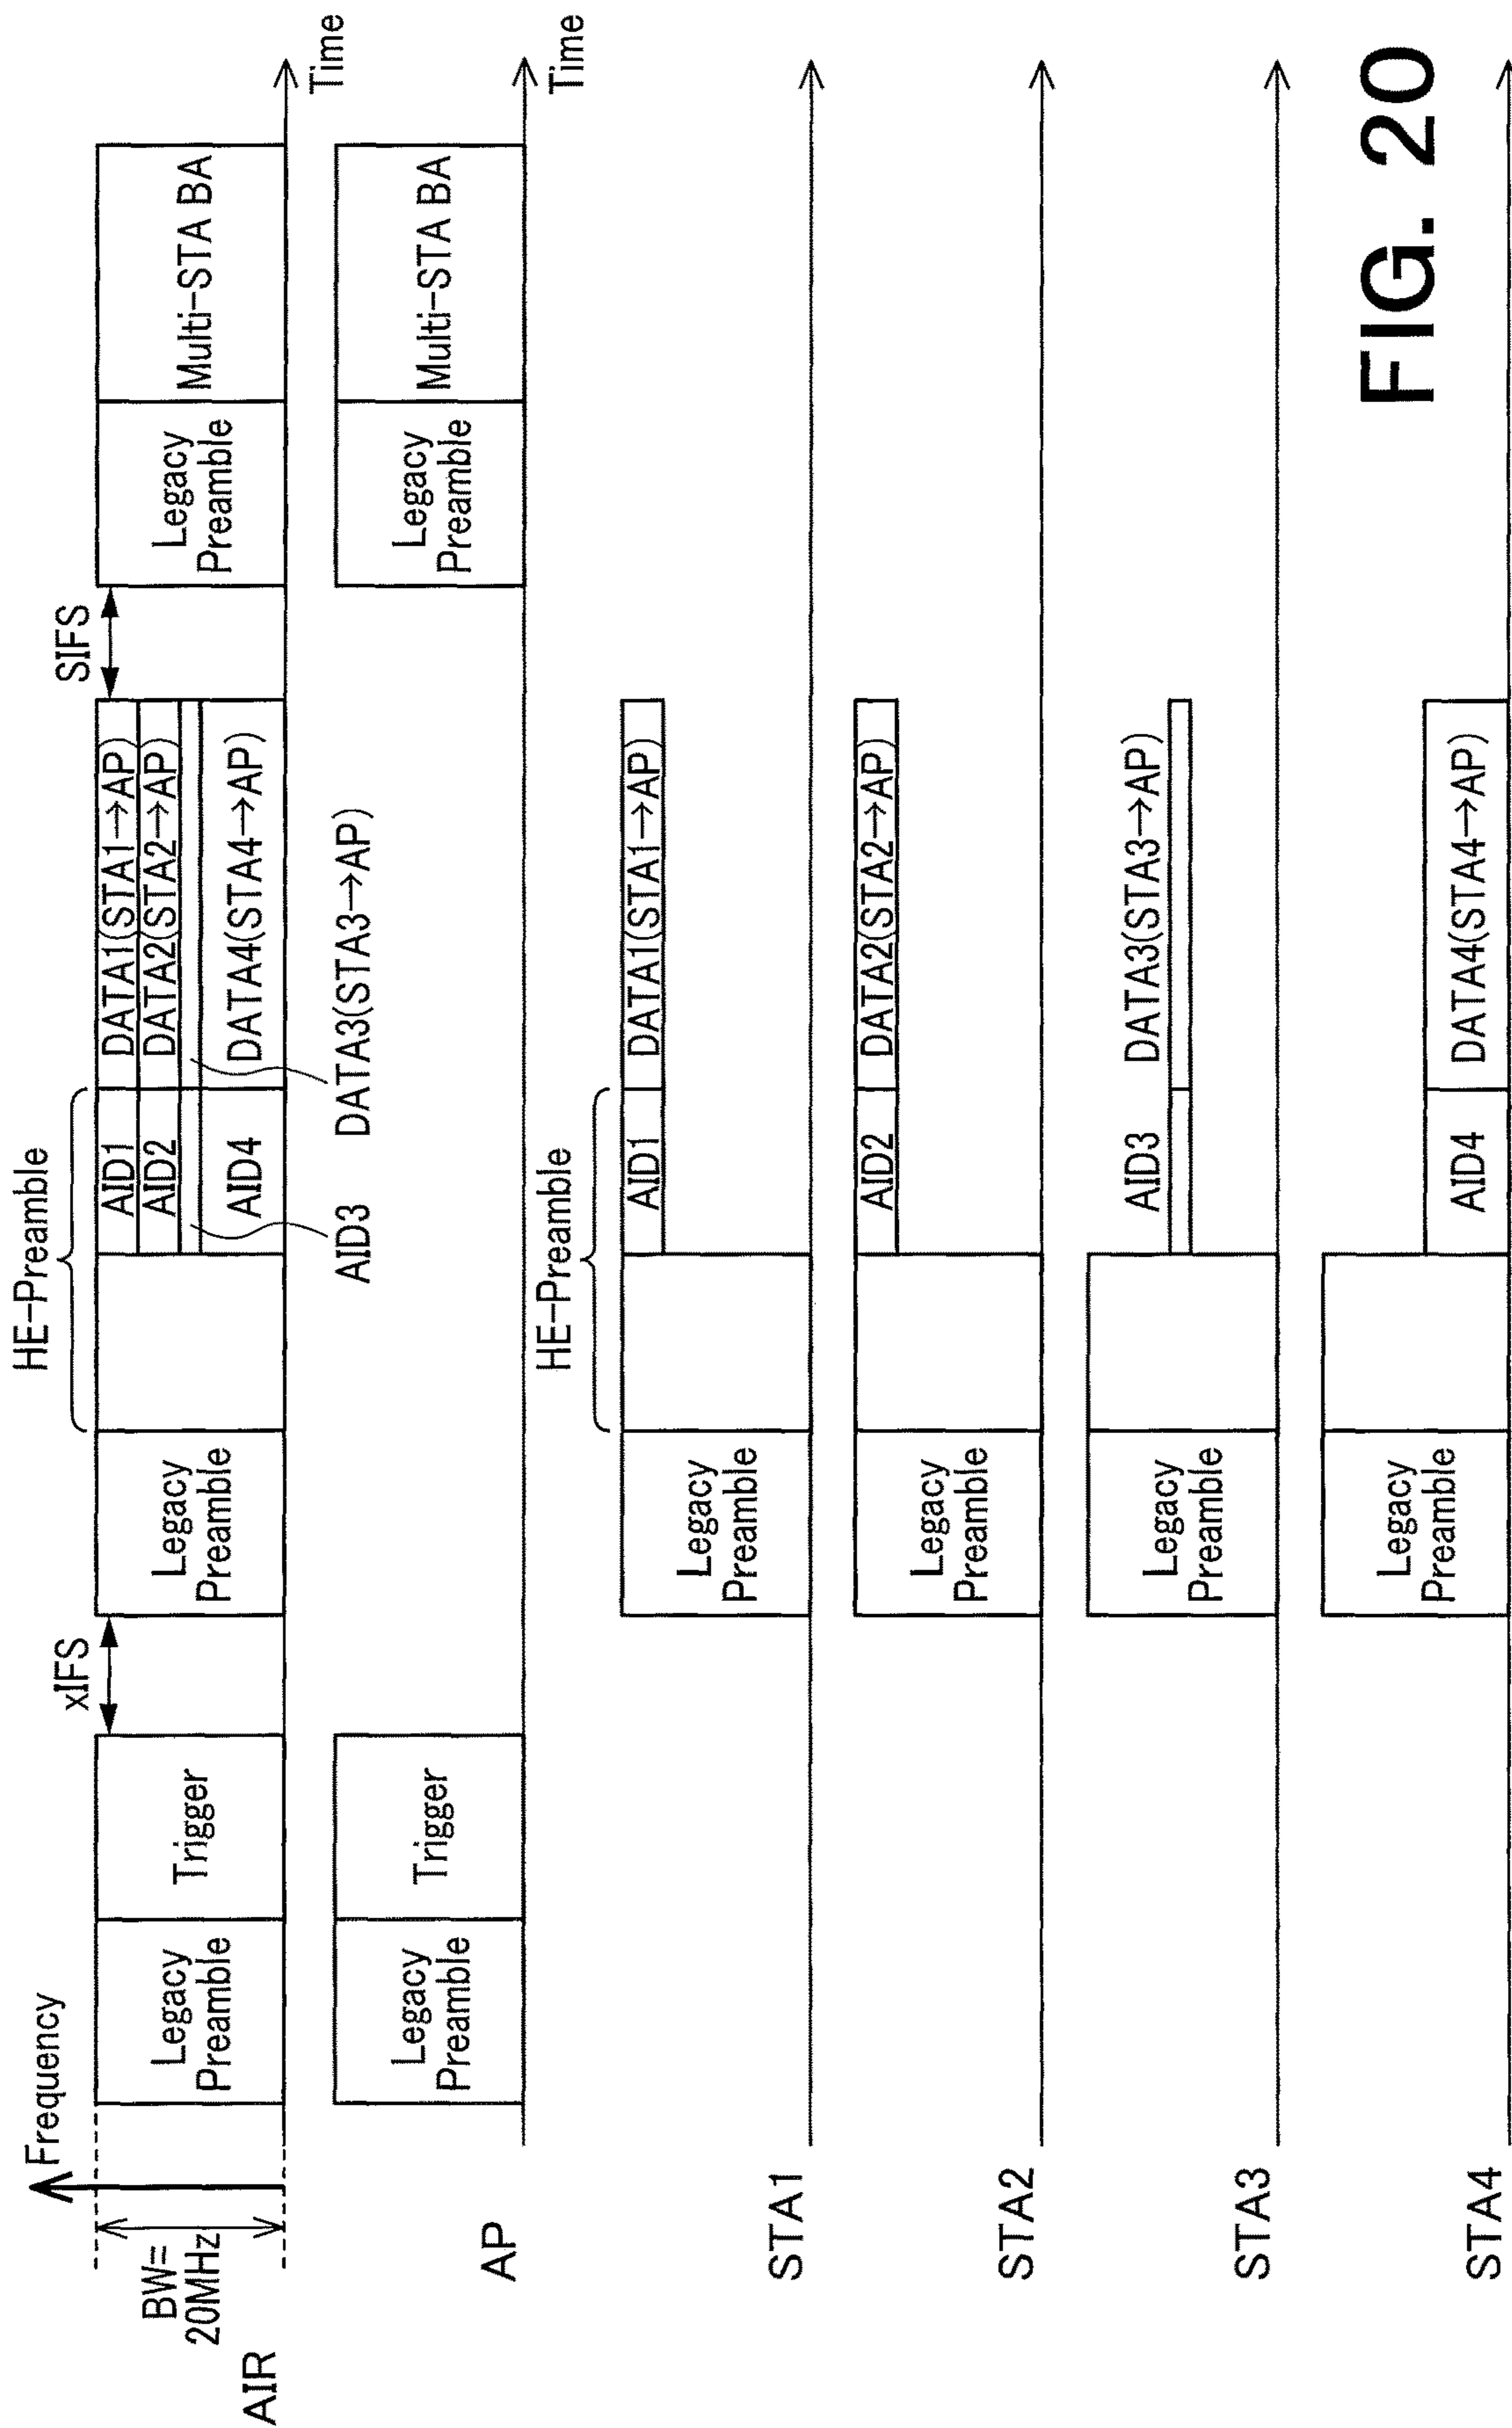 Frequency
BW=
20MHz
AIR
Legacy
Preamble
Trigger
xIFS
Legacy
Preamble
HE-Preamble
AID1
DATA1(STA1→AP)
AID2
DATA2(STA2→AP)
AID4
DATA4(STA4→AP)
AID3
DATA3(STA3→AP)
SIFS
Legacy
Preamble
Multi-STA BA
Time
AP
Legacy
Preamble
Trigger
Legacy
Preamble
Multi-STA BA
Time
STA1
Legacy
Preamble
HE-Preamble
AID1
DATA1(STA1→AP)
STA2
Legacy
Preamble
AID2
DATA2(STA2→AP)
STA3
Legacy
Preamble
AID3
DATA3(STA3→AP)
STA4
Legacy
Preamble
AID4
DATA4(STA4→AP)
FIG. 20